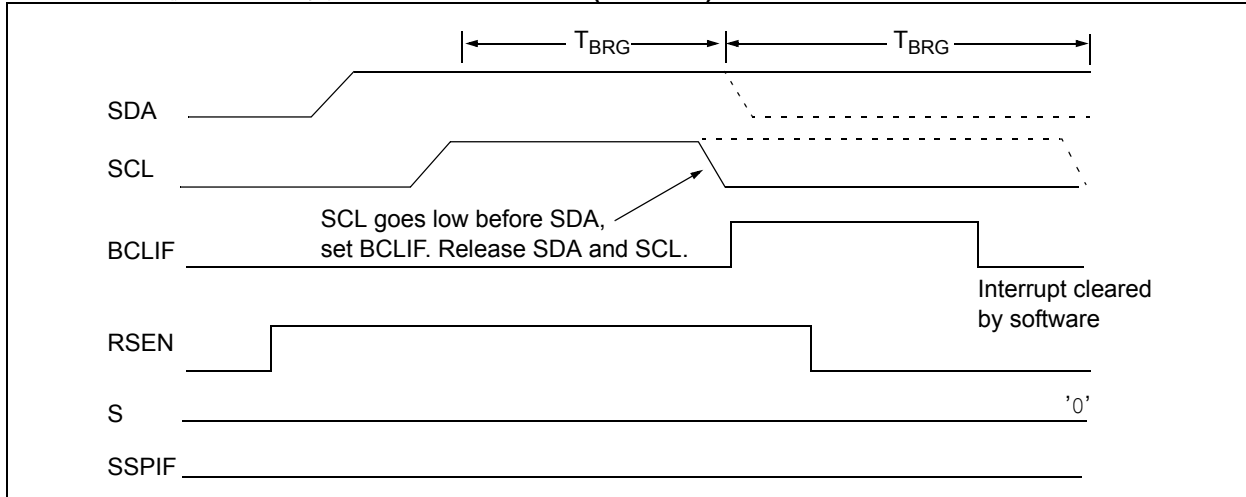 TBRG TBRG
SDA
SCL
SCL goes low before SDA,
set BCLIF. Release SDA and SCL.
BCLIF
Interrupt cleared
by software
RSEN
S '0'
SSPIF